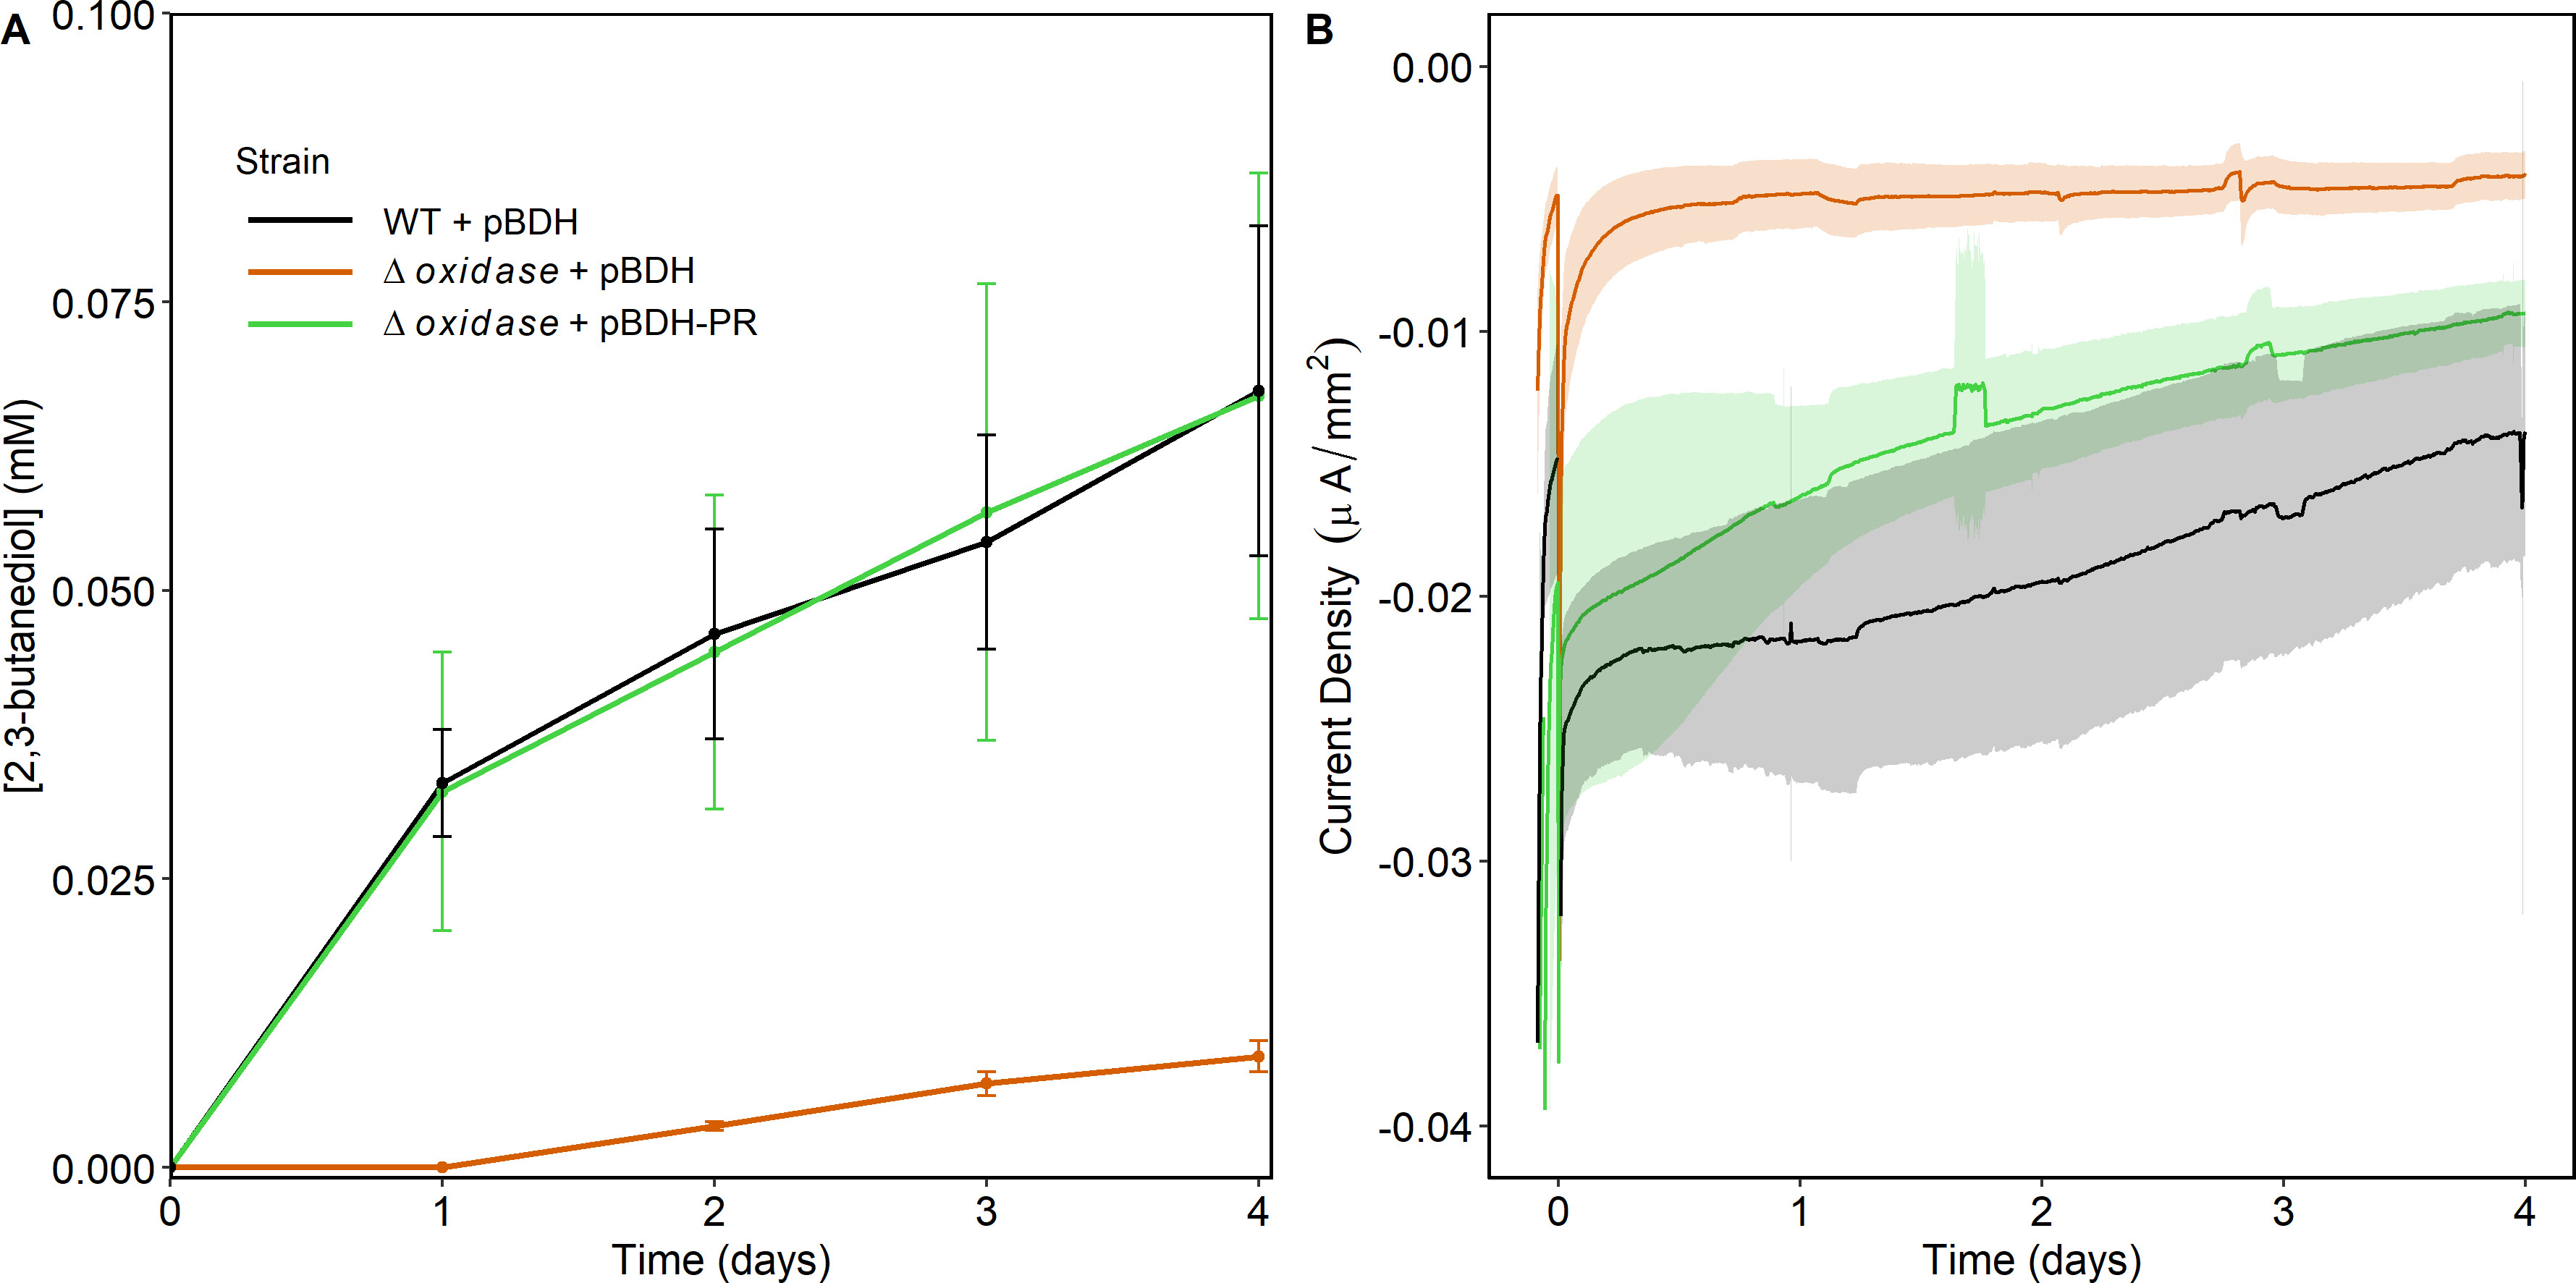 A
0.100
0.075
0.050
0.025
0.000
[2,3-butanediol] (mM)
Strain
WT + pBDH
Δ oxidase + pBDH
Δ oxidase + pBDH-PR
0 1 2 3 4
Time (days)
B
0.00
-0.01
-0.02
-0.03
-0.04
Current Density (μ A/mm²)
0 1 2 3 4
Time (days)